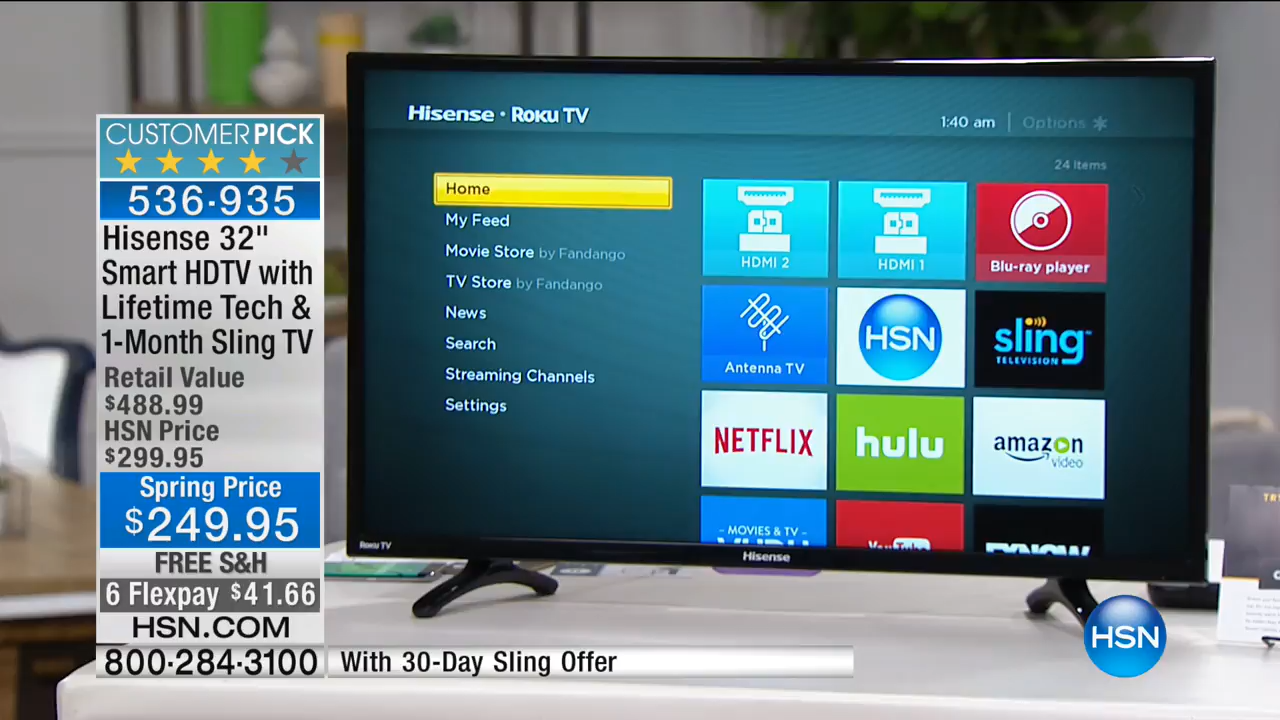 CUSTOMER PICK
536-935
Hisense 32"
Smart HDTV with
Lifetime Tech &
1-Month Sling TV
Retail Value
$488.99
HSN Price
$299.95
Spring Price
$249.95
FREE S&H
6 Flexpay $41.66
HSN.COM
800-284-3100
With 30-Day Sling Offer
Hisense • Roku TV
1:40 am | Options
24 Items
Home
My Feed
Movie Store by Fandango
TV Store by Fandango
News
Search
Streaming Channels
Settings
HDMI 2
HDMI 1
Blu-ray player
Antenna TV
HSN
sling
TELEVISION
NETFLIX
hulu
amazon
video
- MOVIES & TV -
VUDU
YouTube
FXNOW
Roku TV
Hisense
HSN